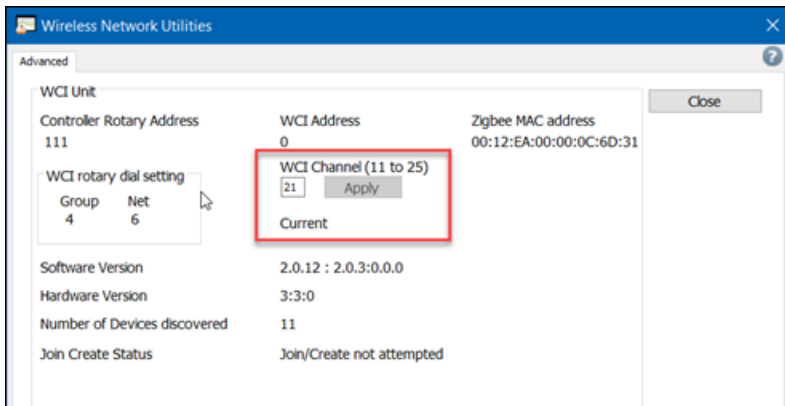 Wireless Network Utilities
Advanced
WCI Unit
Close
Controller Rotary Address WCI Address Zigbee MAC address
111 0 00:12:EA:00:00:0C:6D:31
WCI rotary dial setting
Group Net
4 6
WCI Channel (11 to 25)
21 Apply
Current
Software Version 2.0.12 : 2.0.3:0.0.0
Hardware Version 3:3:0
Number of Devices discovered 11
Join Create Status Join/Create not attempted